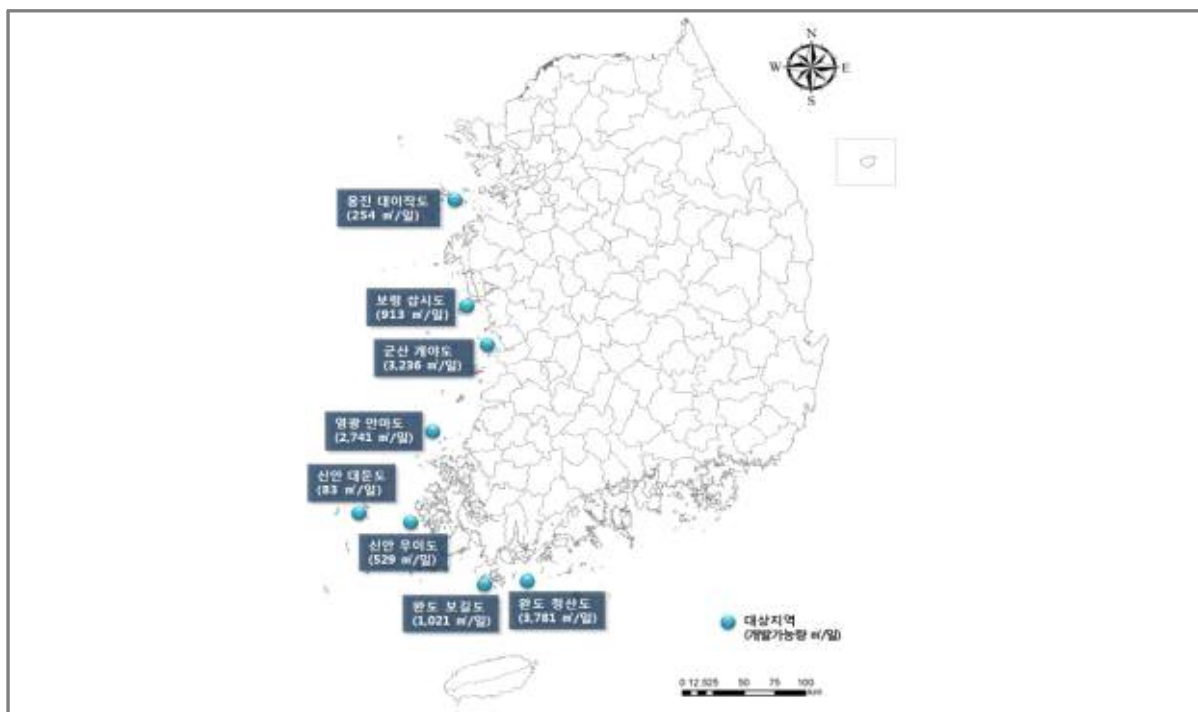 N
W E
S
옹진 대이작도
(254 ㎥/일)
보령 삽시도
(913 ㎥/일)
군산 개야도
(3,236 ㎥/일)
영광 안마도
(2,741 ㎥/일)
신안 대둔도
(83 ㎥/일)
신안 우이도
(529 ㎥/일)
완도 보길도
(1,021 ㎥/일)
완도 청산도
(3,781 ㎥/일)
대상지역
(개발가능량 ㎥/일)
0 12.525 50 75 100